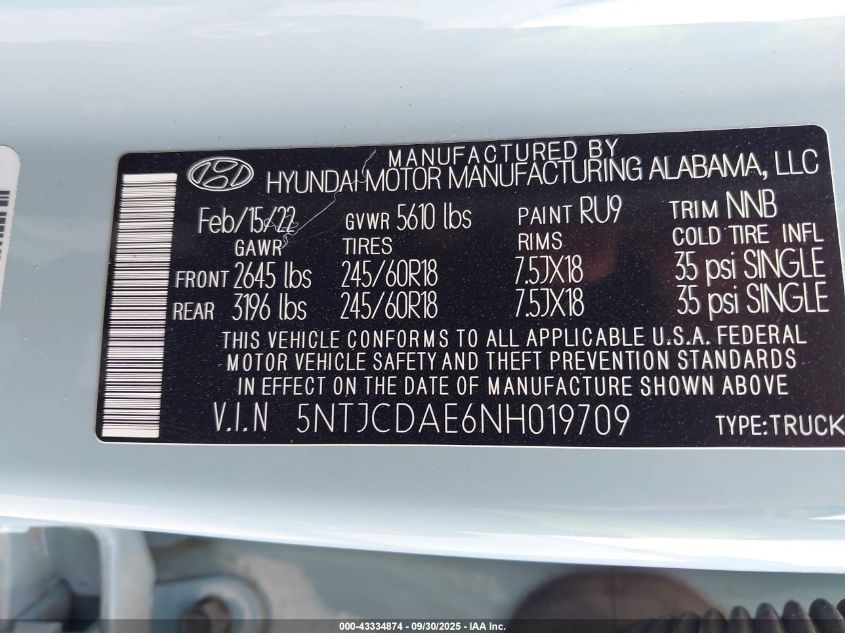 MANUFACTURED BY
HYUNDAI MOTOR MANUFACTURING ALABAMA, LLC
Feb/15/22 GVWR 5610 lbs PAINT RU9 TRIM NNB
GAWR TIRES RIMS COLD TIRE INFL
FRONT 2645 lbs 245/60R18 7.5JX18 35 psi SINGLE
REAR 3196 lbs 245/60R18 7.5JX18 35 psi SINGLE
THIS VEHICLE CONFORMS TO ALL APPLICABLE U.S.A. FEDERAL
MOTOR VEHICLE SAFETY AND THEFT PREVENTION STANDARDS
IN EFFECT ON THE DATE OF MANUFACTURE SHOWN ABOVE
V.I.N 5NTJCDAE6NH019709 TYPE:TRUCK
000-43334874 - 09/30/2025 - IAA Inc.